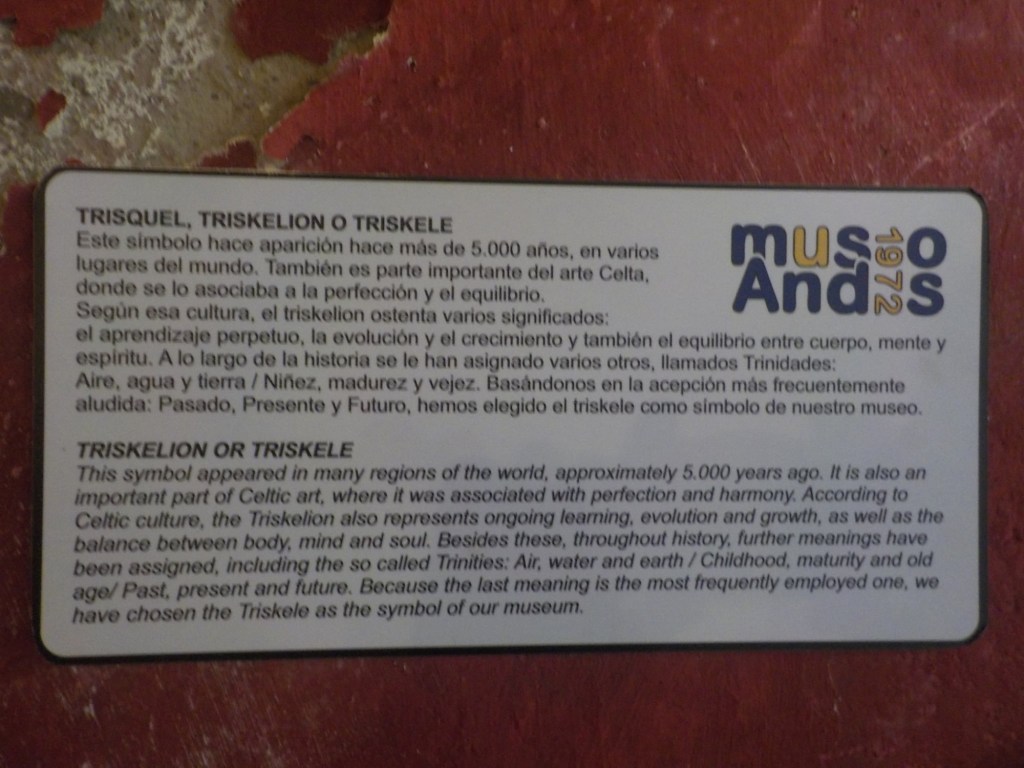 TRISQUEL, TRISKELION O TRISKELE
Este símbolo hace aparición hace más de 5.000 años, en varios
lugares del mundo. También es parte importante del arte Celta,
donde se lo asociaba a la perfección y el equilibrio.
Según esa cultura, el triskelion ostenta varios significados:
el aprendizaje perpetuo, la evolución y el crecimiento y también el equilibrio entre cuerpo, mente y
espíritu. A lo largo de la historia se le han asignado varios otros, llamados Trinidades:
Aire, agua y tierra / Niñez, madurez y vejez. Basándonos en la acepción más frecuentemente
aludida: Pasado, Presente y Futuro, hemos elegido el triskele como símbolo de nuestro museo.
mus o
And s
1972
TRISKELION OR TRISKELE
This symbol appeared in many regions of the world, approximately 5.000 years ago. It is also an
important part of Celtic art, where it was associated with perfection and harmony. According to
Celtic culture, the Triskelion also represents ongoing learning, evolution and growth, as well as the
balance between body, mind and soul. Besides these, throughout history, further meanings have
been assigned, including the so called Trinities: Air, water and earth / Childhood, maturity and old
age/ Past, present and future. Because the last meaning is the most frequently employed one, we
have chosen the Triskele as the symbol of our museum.